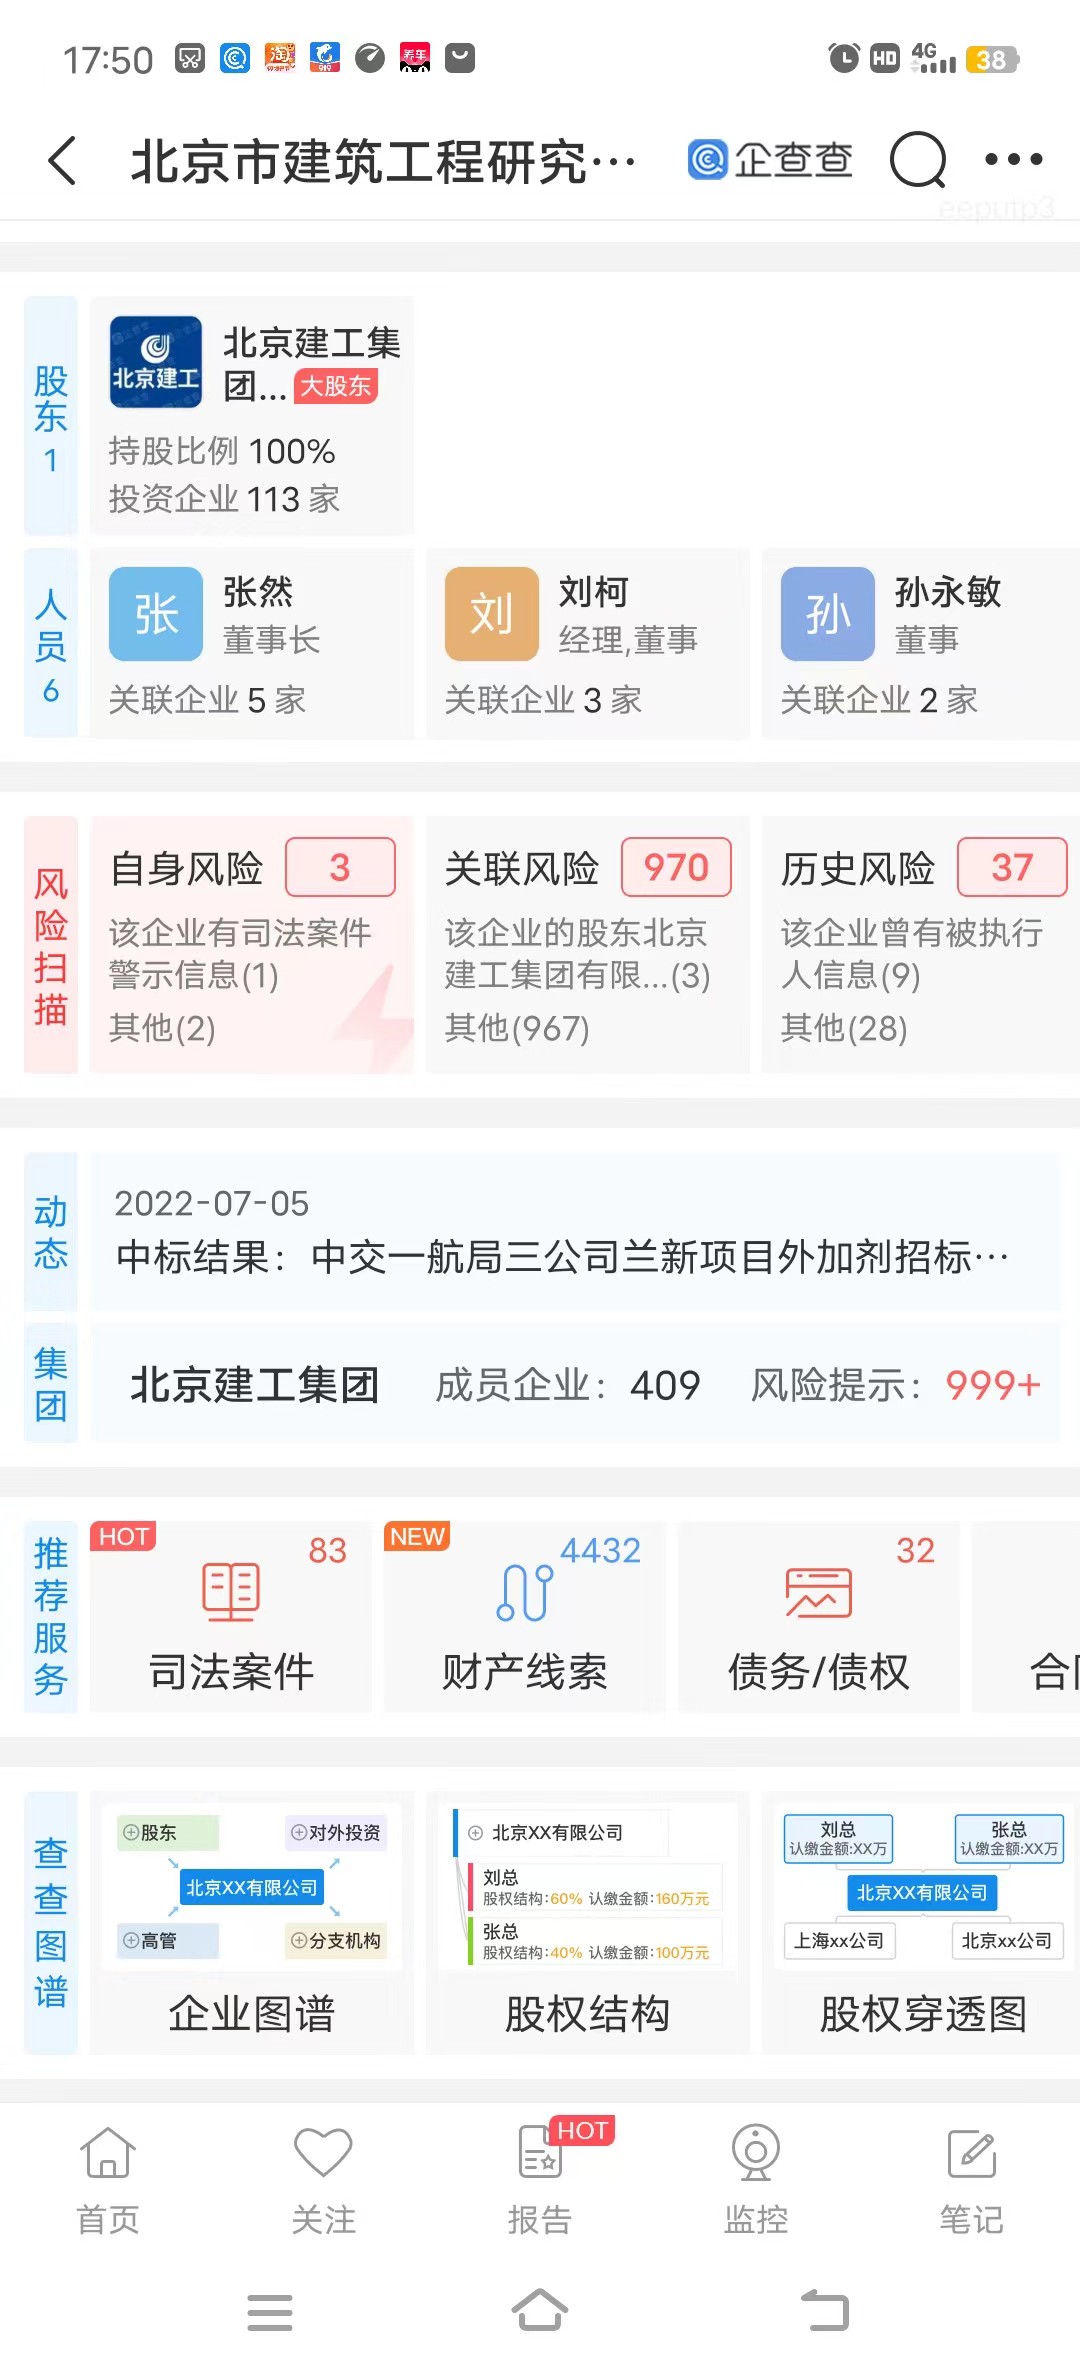 17:50
HD 4G 38
北京市建筑工程研究… 企查查
eeputp3
股东 1
北京建工
北京建工集团... 大股东
持股比例 100%
投资企业 113 家
人员 6
张 张然
董事长
关联企业 5 家
刘 刘柯
经理,董事
关联企业 3 家
孙 孙永敏
董事
关联企业 2 家
风险扫描
自身风险 3
该企业有司法案件
警示信息(1)
其他(2)
关联风险 970
该企业的股东北京
建工集团有限...(3)
其他(967)
历史风险 37
该企业曾有被执行
人信息(9)
其他(28)
动态
2022-07-05
中标结果：中交一航局三公司兰新项目外加剂招标…
集团
北京建工集团 成员企业：409 风险提示：999+
推荐服务
HOT 83
司法案件
NEW 4432
财产线索
32
债务/债权
合
查查图谱
股东 对外投资
北京XX有限公司
高管 分支机构
企业图谱
北京XX有限公司
刘总
股权结构:60% 认缴金额:160万元
张总
股权结构:40% 认缴金额:100万元
股权结构
刘总
认缴金额:XX万
张总
认缴金额:XX万
北京XX有限公司
上海xx公司 北京xx公司
股权穿透图
首页 关注 HOT 报告 监控 笔记